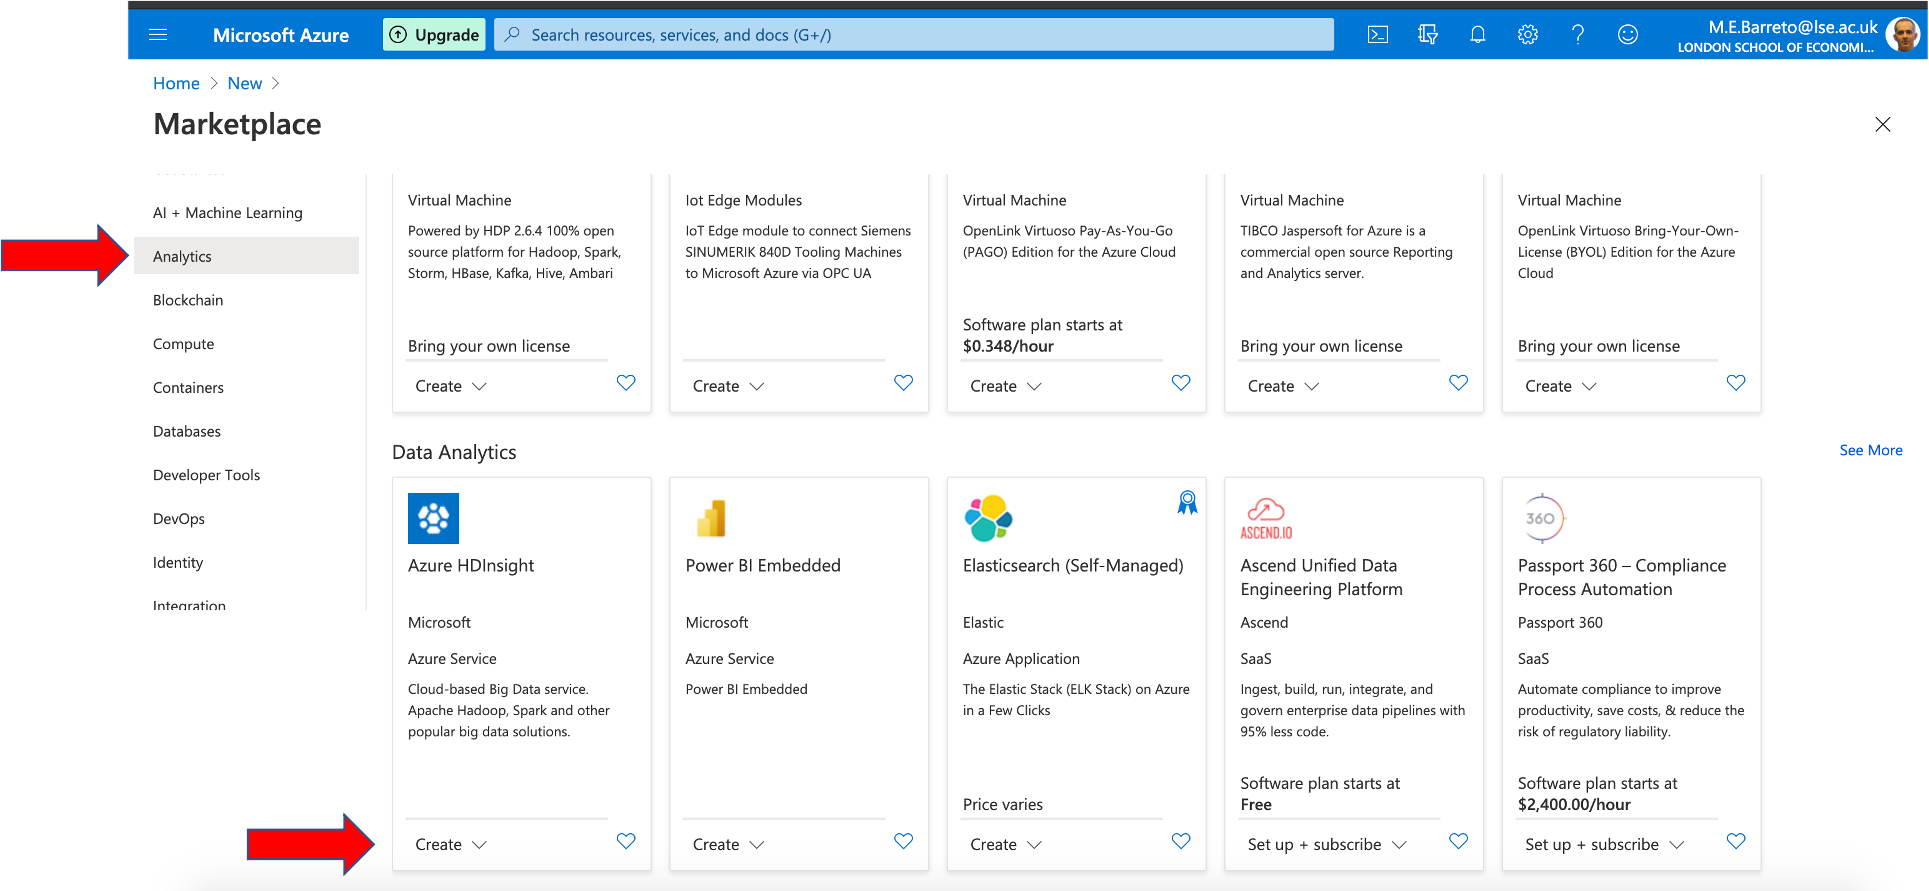 Microsoft Azure
Upgrade
Search resources, services, and docs (G+/)
M.E.Barreto@lse.ac.uk
LONDON SCHOOL OF ECONOMI...
Home > New >
Marketplace
AI + Machine Learning
Analytics
Blockchain
Compute
Containers
Databases
Developer Tools
DevOps
Identity
Integration
Virtual Machine
Powered by HDP 2.6.4 100% open
source platform for Hadoop, Spark,
Storm, HBase, Kafka, Hive, Ambari
Bring your own license
Create
Iot Edge Modules
IoT Edge module to connect Siemens
SINUMERIK 840D Tooling Machines
to Microsoft Azure via OPC UA
Create
Virtual Machine
OpenLink Virtuoso Pay-As-You-Go
(PAGO) Edition for the Azure Cloud
Software plan starts at
$0.348/hour
Create
Virtual Machine
TIBCO Jaspersoft for Azure is a
commercial open source Reporting
and Analytics server.
Bring your own license
Create
Virtual Machine
OpenLink Virtuoso Bring-Your-Own-
License (BYOL) Edition for the Azure
Cloud
Bring your own license
Create
Data Analytics
See More
Azure HDInsight
Microsoft
Azure Service
Cloud-based Big Data service.
Apache Hadoop, Spark and other
popular big data solutions.
Create
Power BI Embedded
Microsoft
Azure Service
Power BI Embedded
Create
Elasticsearch (Self-Managed)
Elastic
Azure Application
The Elastic Stack (ELK Stack) on Azure
in a Few Clicks
Price varies
Create
ASCEND.IO
Ascend Unified Data
Engineering Platform
Ascend
SaaS
Ingest, build, run, integrate, and
govern enterprise data pipelines with
95% less code.
Software plan starts at
Free
Set up + subscribe
360
Passport 360 – Compliance
Process Automation
Passport 360
SaaS
Automate compliance to improve
productivity, save costs, & reduce the
risk of regulatory liability.
Software plan starts at
$2,400.00/hour
Set up + subscribe